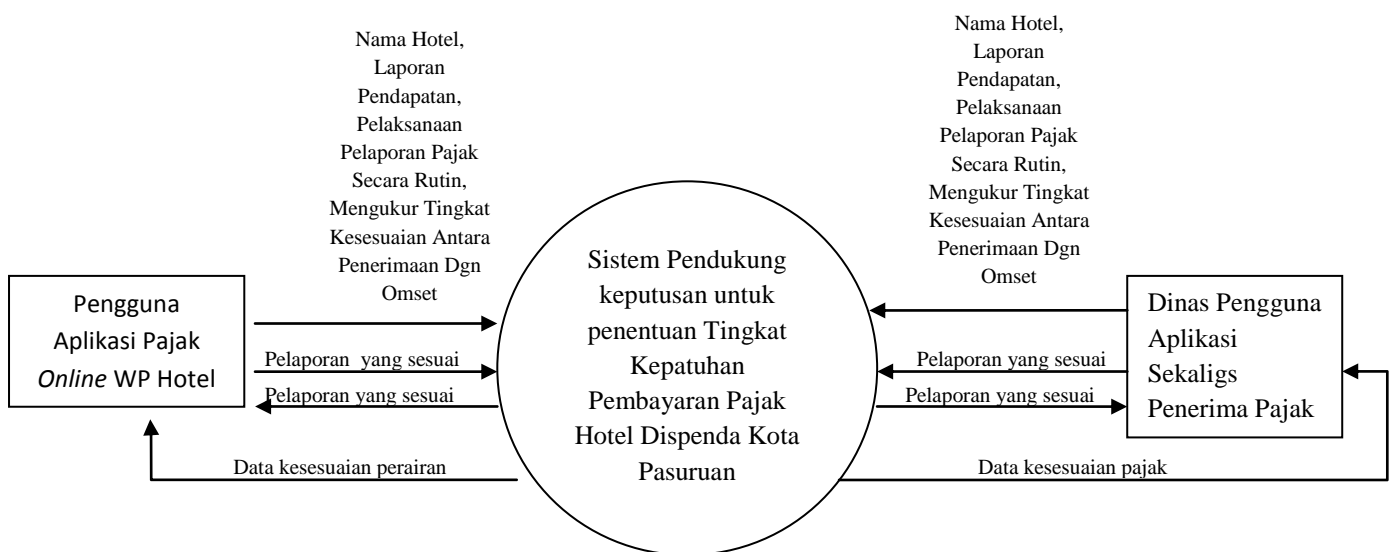 Nama Hotel,
Laporan
Pendapatan,
Pelaksanaan
Pelaporan Pajak
Secara Rutin,
Mengukur Tingkat
Kesesuaian Antara
Penerimaan Dgn
Omset
Nama Hotel,
Laporan
Pendapatan,
Pelaksanaan
Pelaporan Pajak
Secara Rutin,
Mengukur Tingkat
Kesesuaian Antara
Penerimaan Dgn
Omset
Pengguna
Aplikasi Pajak
Online WP Hotel
Pelaporan yang sesuai
Pelaporan yang sesuai
Data kesesuaian perairan
Sistem Pendukung
keputusan untuk
penentuan Tingkat
Kepatuhan
Pembayaran Pajak
Hotel Dispenda Kota
Pasuruan
Pelaporan yang sesuai
Pelaporan yang sesuai
Data kesesuaian pajak
Dinas Pengguna
Aplikasi
Sekaligs
Penerima Pajak